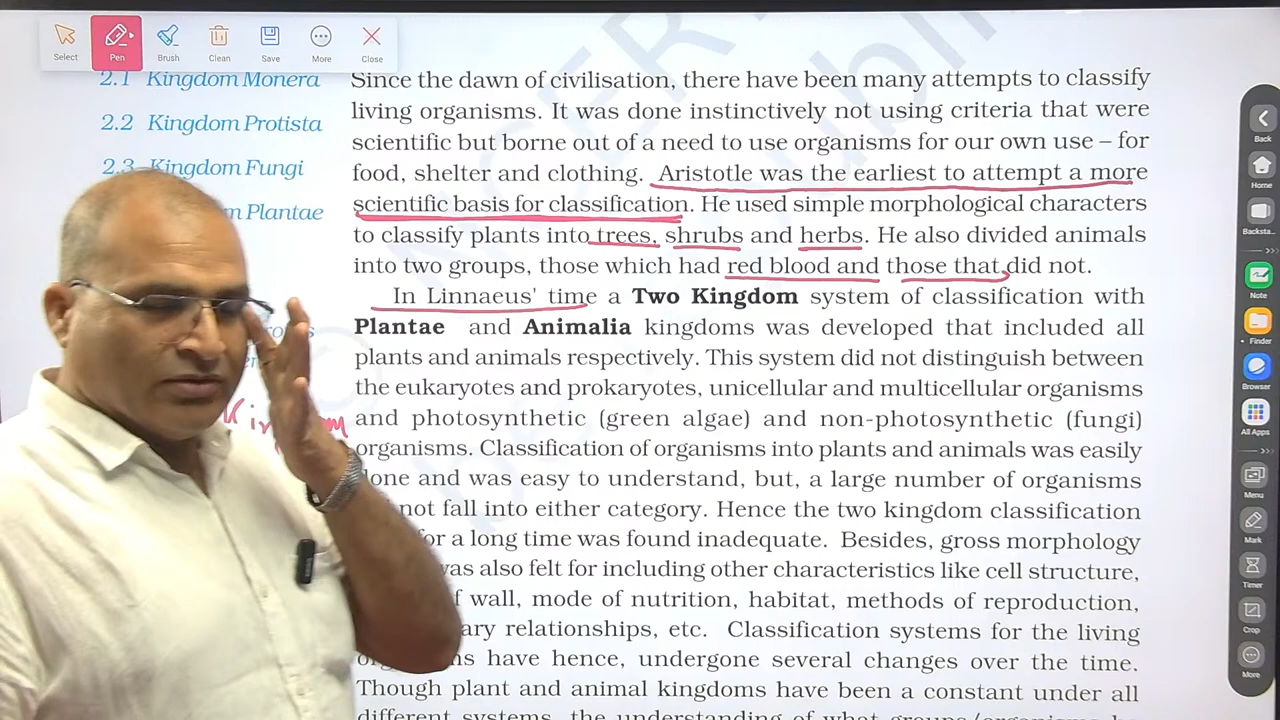 Select
Pen
Brush
Clean
Save
More
Close
2.1 Kingdom Monera
2.2 Kingdom Protista
2.3 Kingdom Fungi
Plantae
Since the dawn of civilisation, there have been many attempts to classify
living organisms. It was done instinctively not using criteria that were
scientific but borne out of a need to use organisms for our own use – for
food, shelter and clothing. Aristotle was the earliest to attempt a more
scientific basis for classification. He used simple morphological characters
to classify plants into trees, shrubs and herbs. He also divided animals
into two groups, those which had red blood and those that did not.
In Linnaeus' time a Two Kingdom system of classification with
Plantae and Animalia kingdoms was developed that included all
plants and animals respectively. This system did not distinguish between
the eukaryotes and prokaryotes, unicellular and multicellular organisms
and photosynthetic (green algae) and non-photosynthetic (fungi)
organisms. Classification of organisms into plants and animals was easily
done and was easy to understand, but, a large number of organisms
not fall into either category. Hence the two kingdom classification
for a long time was found inadequate. Besides, gross morphology
was also felt for including other characteristics like cell structure,
wall, mode of nutrition, habitat, methods of reproduction,
relationships, etc. Classification systems for the living
have hence, undergone several changes over the time.
Though plant and animal kingdoms have been a constant under all
different systems, the understanding of what groups/organisms
Back
Home
Backsta..
Note
Finder
Browser
All Apps
Menu
Mark
Timer
Crop
More